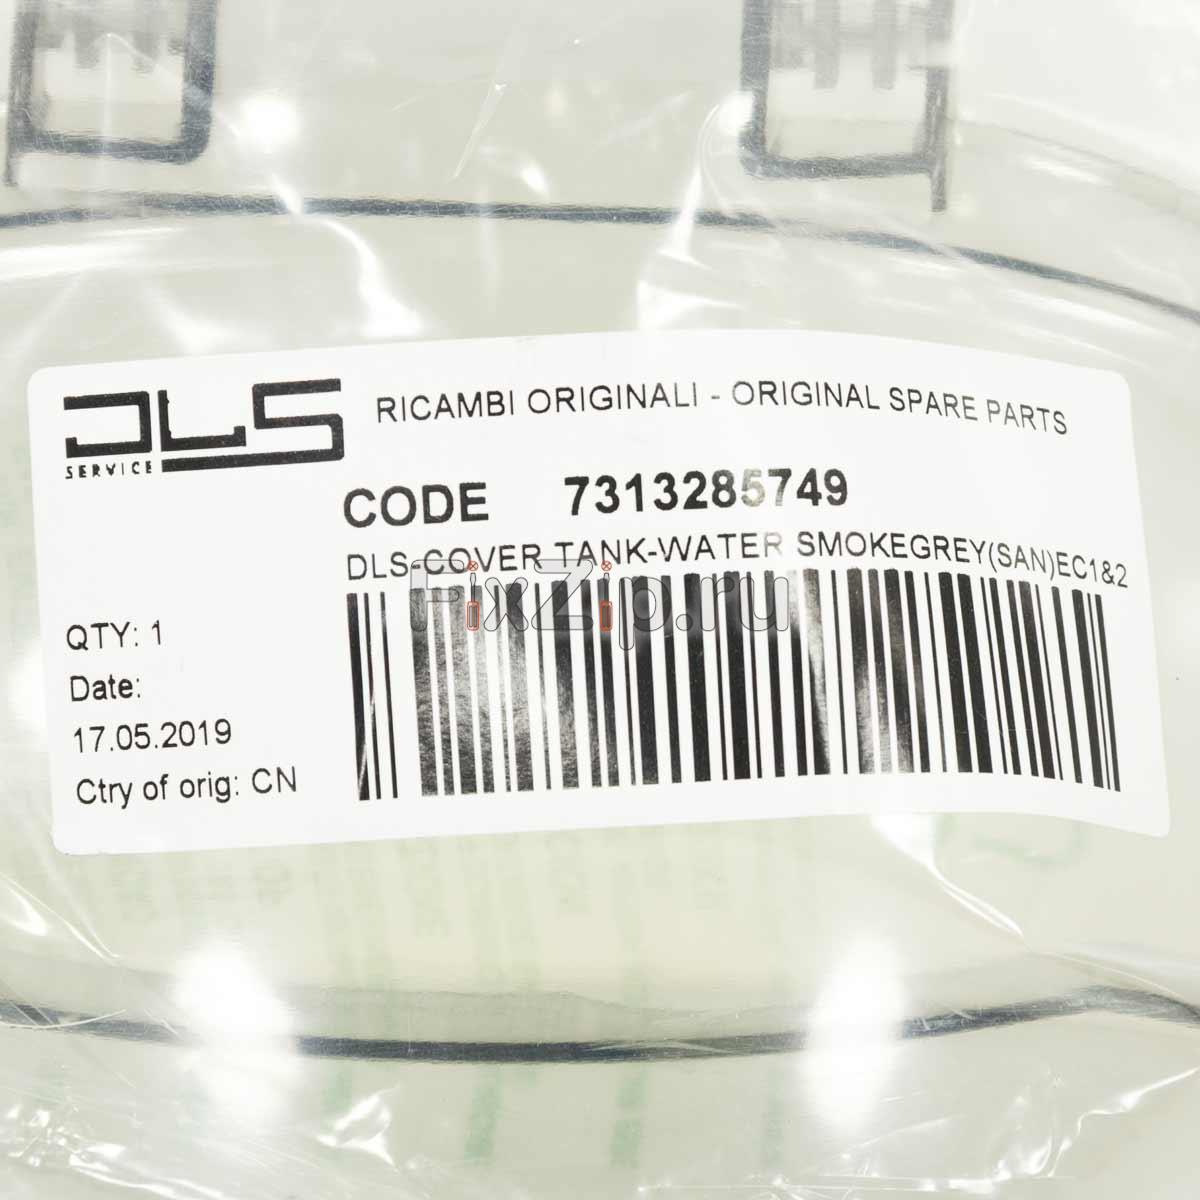 DLS
SERVICE
RICAMBI ORIGINALI - ORIGINAL SPARE PARTS
CODE 7313285749
DLS-COVER TANK-WATER SMOKEGREY(SAN)EC1&2
FixZip.ru
QTY: 1
Date:
17.05.2019
Ctry of orig: CN